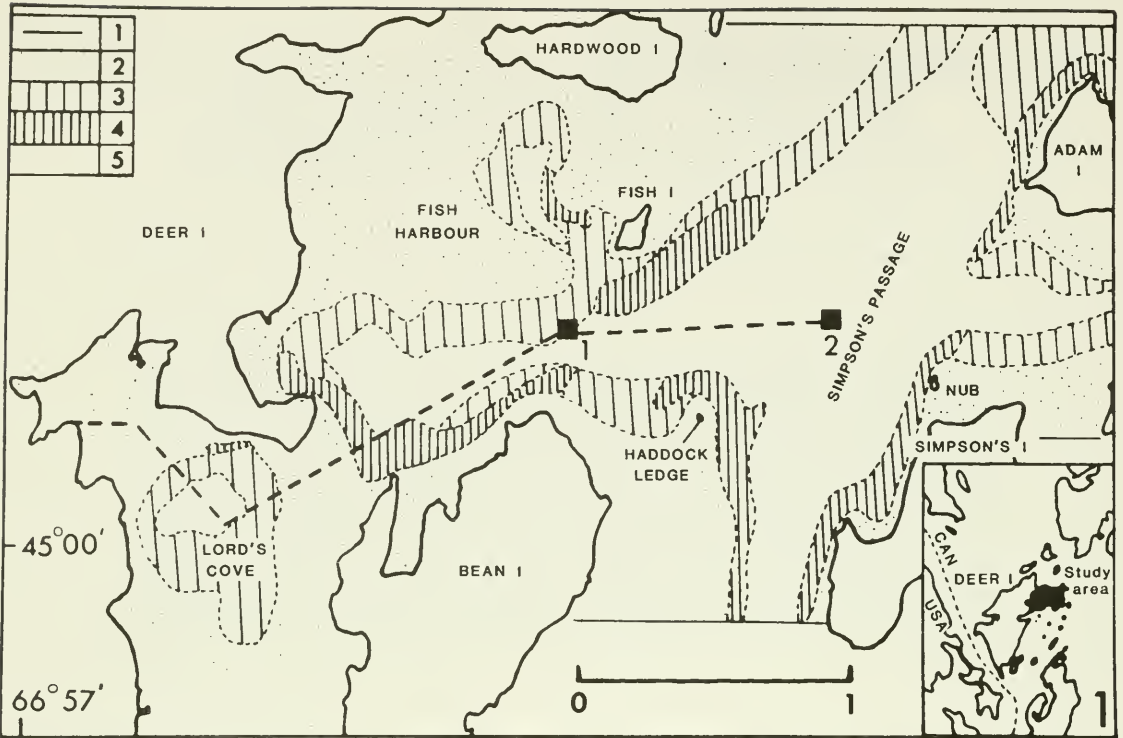 1
2
3
4
5
HARDWOOD I
ADAM
I
FISH I
FISH
HARBOUR
DEER I
SIMPSON'S PASSAGE
1
2
NUB
HADDOCK
LEDGE
SIMPSON'S I
45°00'
LORD'S
COVE
BEAN I
CAN
USA
DEER I
Study
area
66°57'
0
1
1